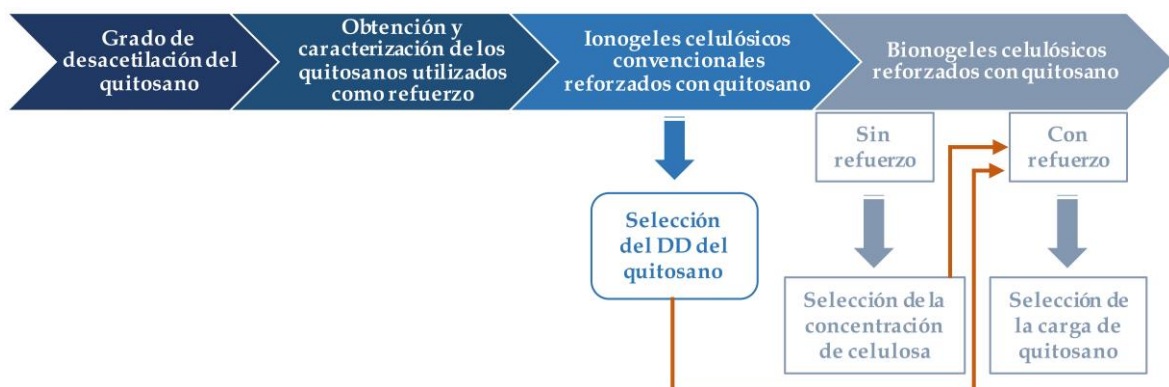 Grado de
desacetilación del
quitosano
Obtención y
caracterización de los
quitosanos utilizados
como refuerzo
Ionogeles celulósicos
convencionales
reforzados con quitosano
Bionogeles celulósicos
reforzados con quitosano
Sin
refuerzo
Con
refuerzo
Selección
del DD del
quitosano
Selección de la
concentración
de celulosa
Selección de
la carga de
quitosano